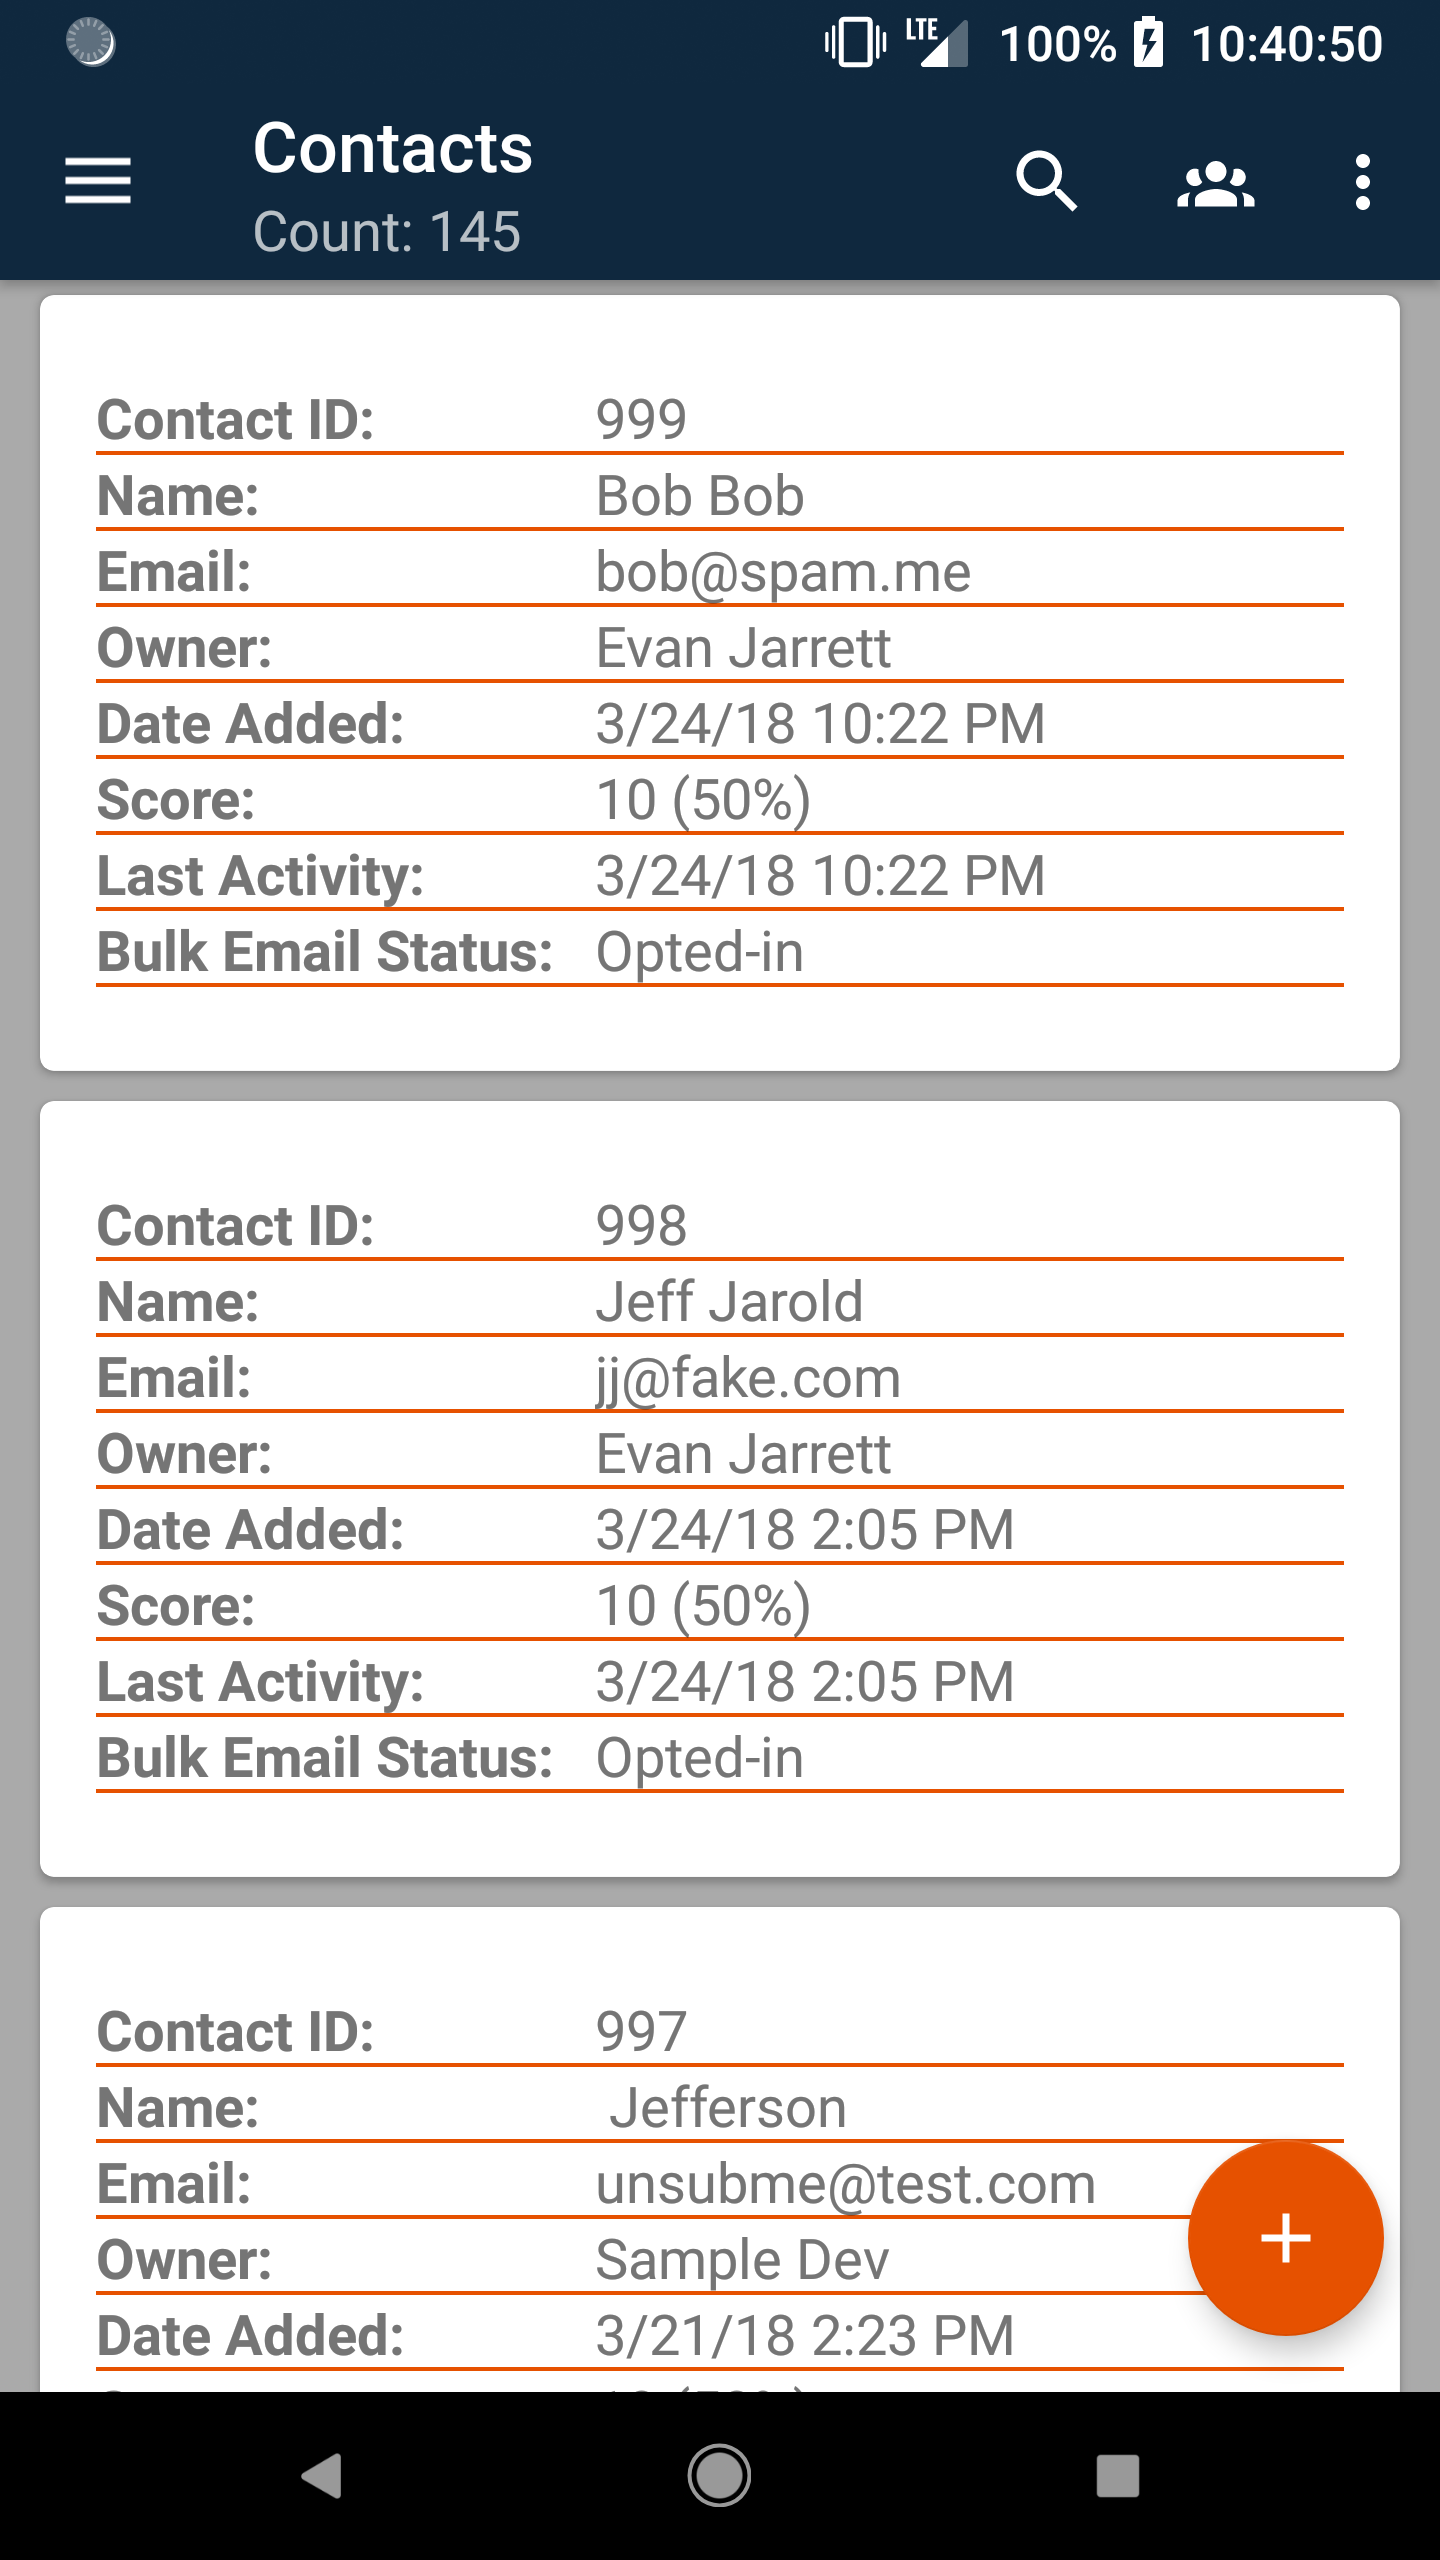 LTE 100% 10:40:50
Contacts
Count: 145
Contact ID: 999
Name: Bob Bob
Email: bob@spam.me
Owner: Evan Jarrett
Date Added: 3/24/18 10:22 PM
Score: 10 (50%)
Last Activity: 3/24/18 10:22 PM
Bulk Email Status: Opted-in
Contact ID: 998
Name: Jeff Jarold
Email: jj@fake.com
Owner: Evan Jarrett
Date Added: 3/24/18 2:05 PM
Score: 10 (50%)
Last Activity: 3/24/18 2:05 PM
Bulk Email Status: Opted-in
Contact ID: 997
Name: Jefferson
Email: unsubme@test.com
Owner: Sample Dev
Date Added: 3/21/18 2:23 PM